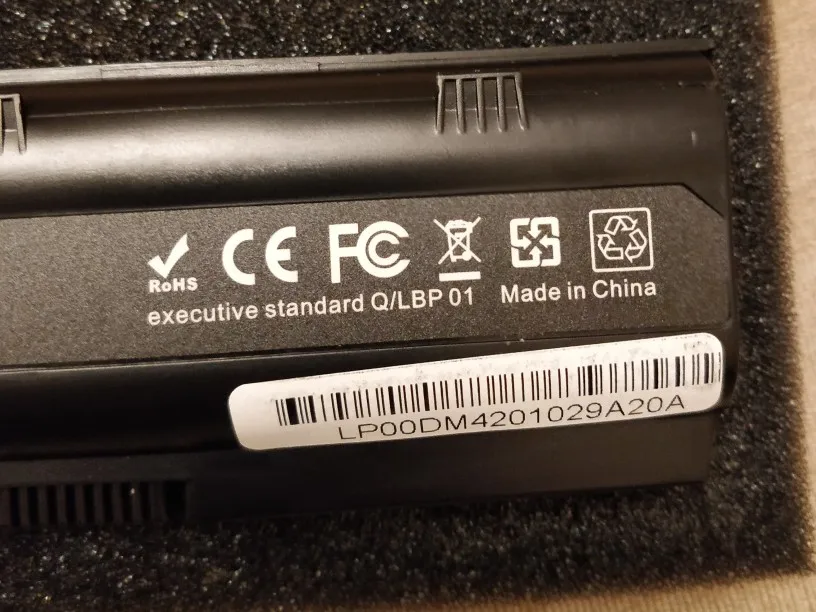 RoHS CE FC
executive standard Q/LBP 01 Made in China
LP00DM4201029A20A